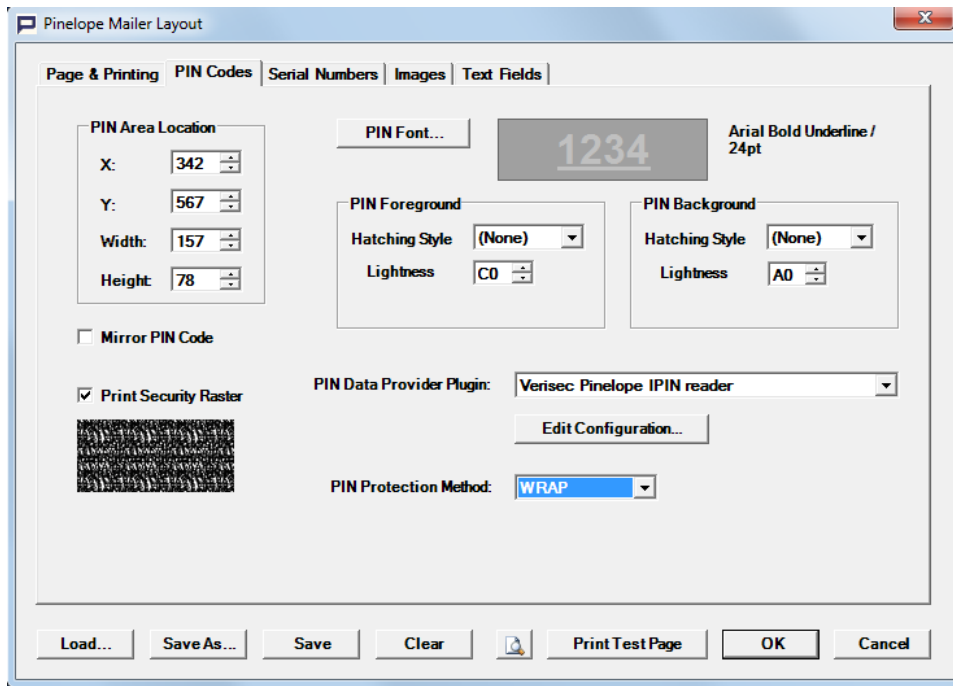 Pinelope Mailer Layout
Page & Printing PIN Codes Serial Numbers Images Text Fields
PIN Area Location
X: 342
Y: 567
Width: 157
Height: 78
Mirror PIN Code
Print Security Raster
PIN Font...
1234
Arial Bold Underline /
24pt
PIN Foreground
Hatching Style (None)
Lightness C0
PIN Background
Hatching Style (None)
Lightness A0
PIN Data Provider Plugin: Verisec Pinelope IPIN reader
Edit Configuration...
PIN Protection Method: WRAP
Load... Save As... Save Clear Print Test Page OK Cancel